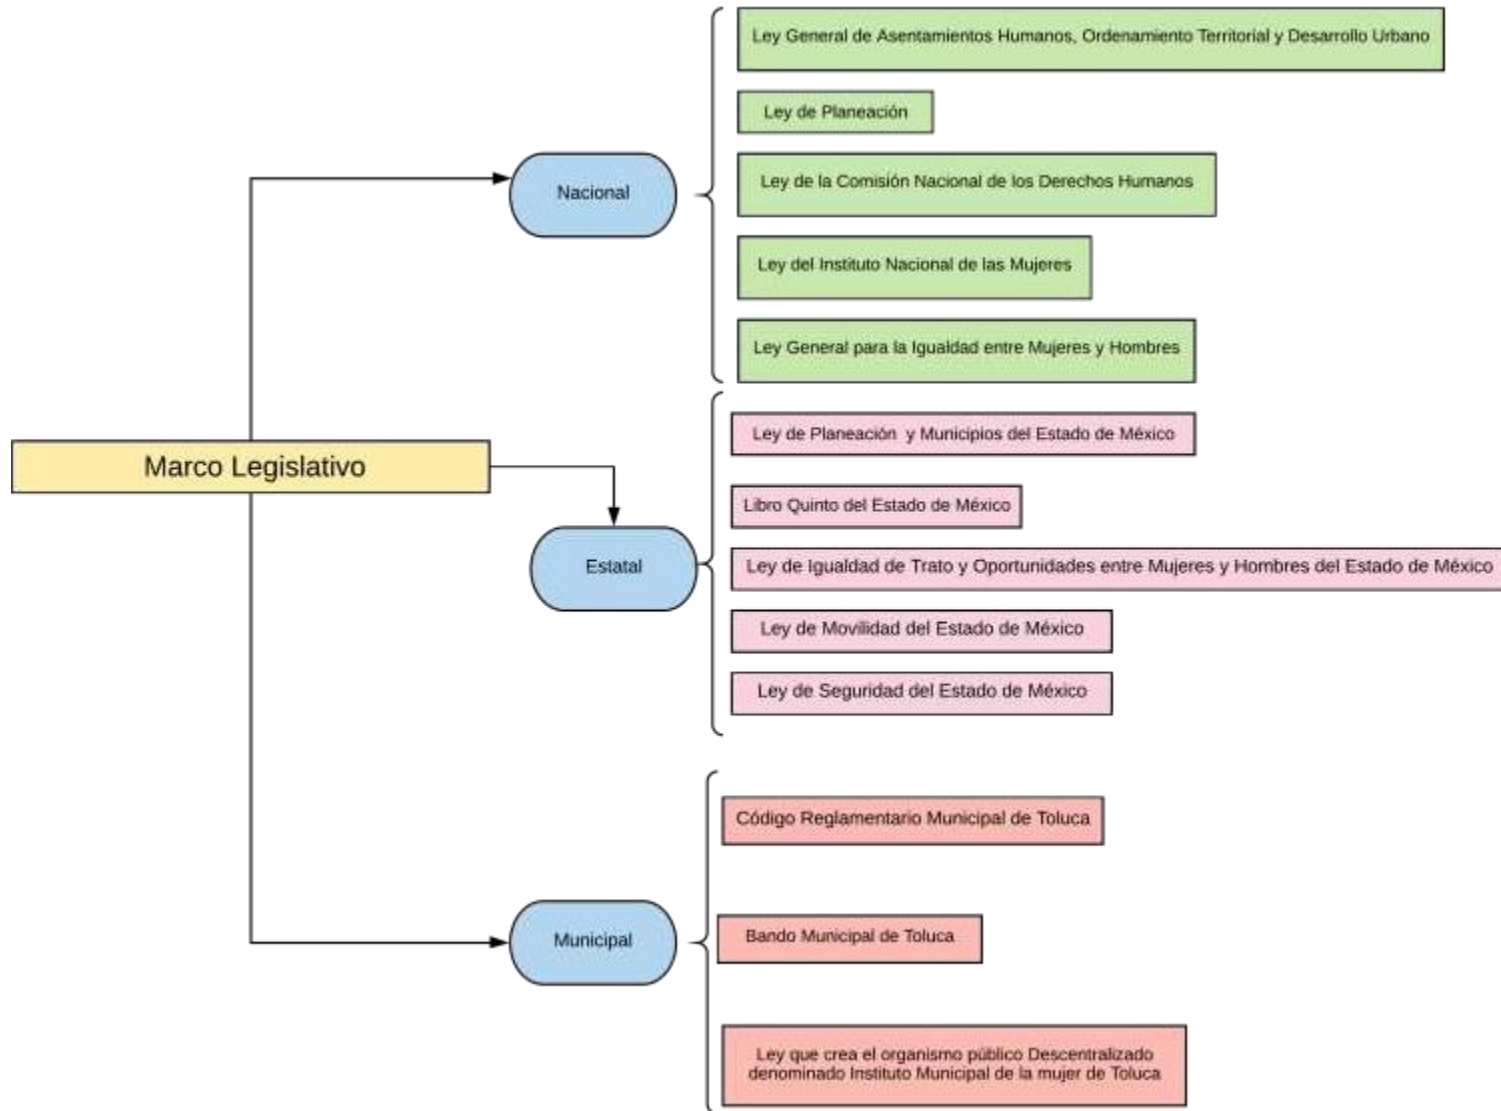 Marco Legislativo
Nacional
Ley General de Asentamientos Humanos, Ordenamiento Territorial y Desarrollo Urbano
Ley de Planeación
Ley de la Comisión Nacional de los Derechos Humanos
Ley del Instituto Nacional de las Mujeres
Ley General para la Igualdad entre Mujeres y Hombres
Estatal
Ley de Planeación y Municipios del Estado de México
Libro Quinto del Estado de México
Ley de Igualdad de Trato y Oportunidades entre Mujeres y Hombres del Estado de México
Ley de Movilidad del Estado de México
Ley de Seguridad del Estado de México
Municipal
Código Reglamentario Municipal de Toluca
Bando Municipal de Toluca
Ley que crea el organismo público Descentralizado
denominado Instituto Municipal de la mujer de Toluca